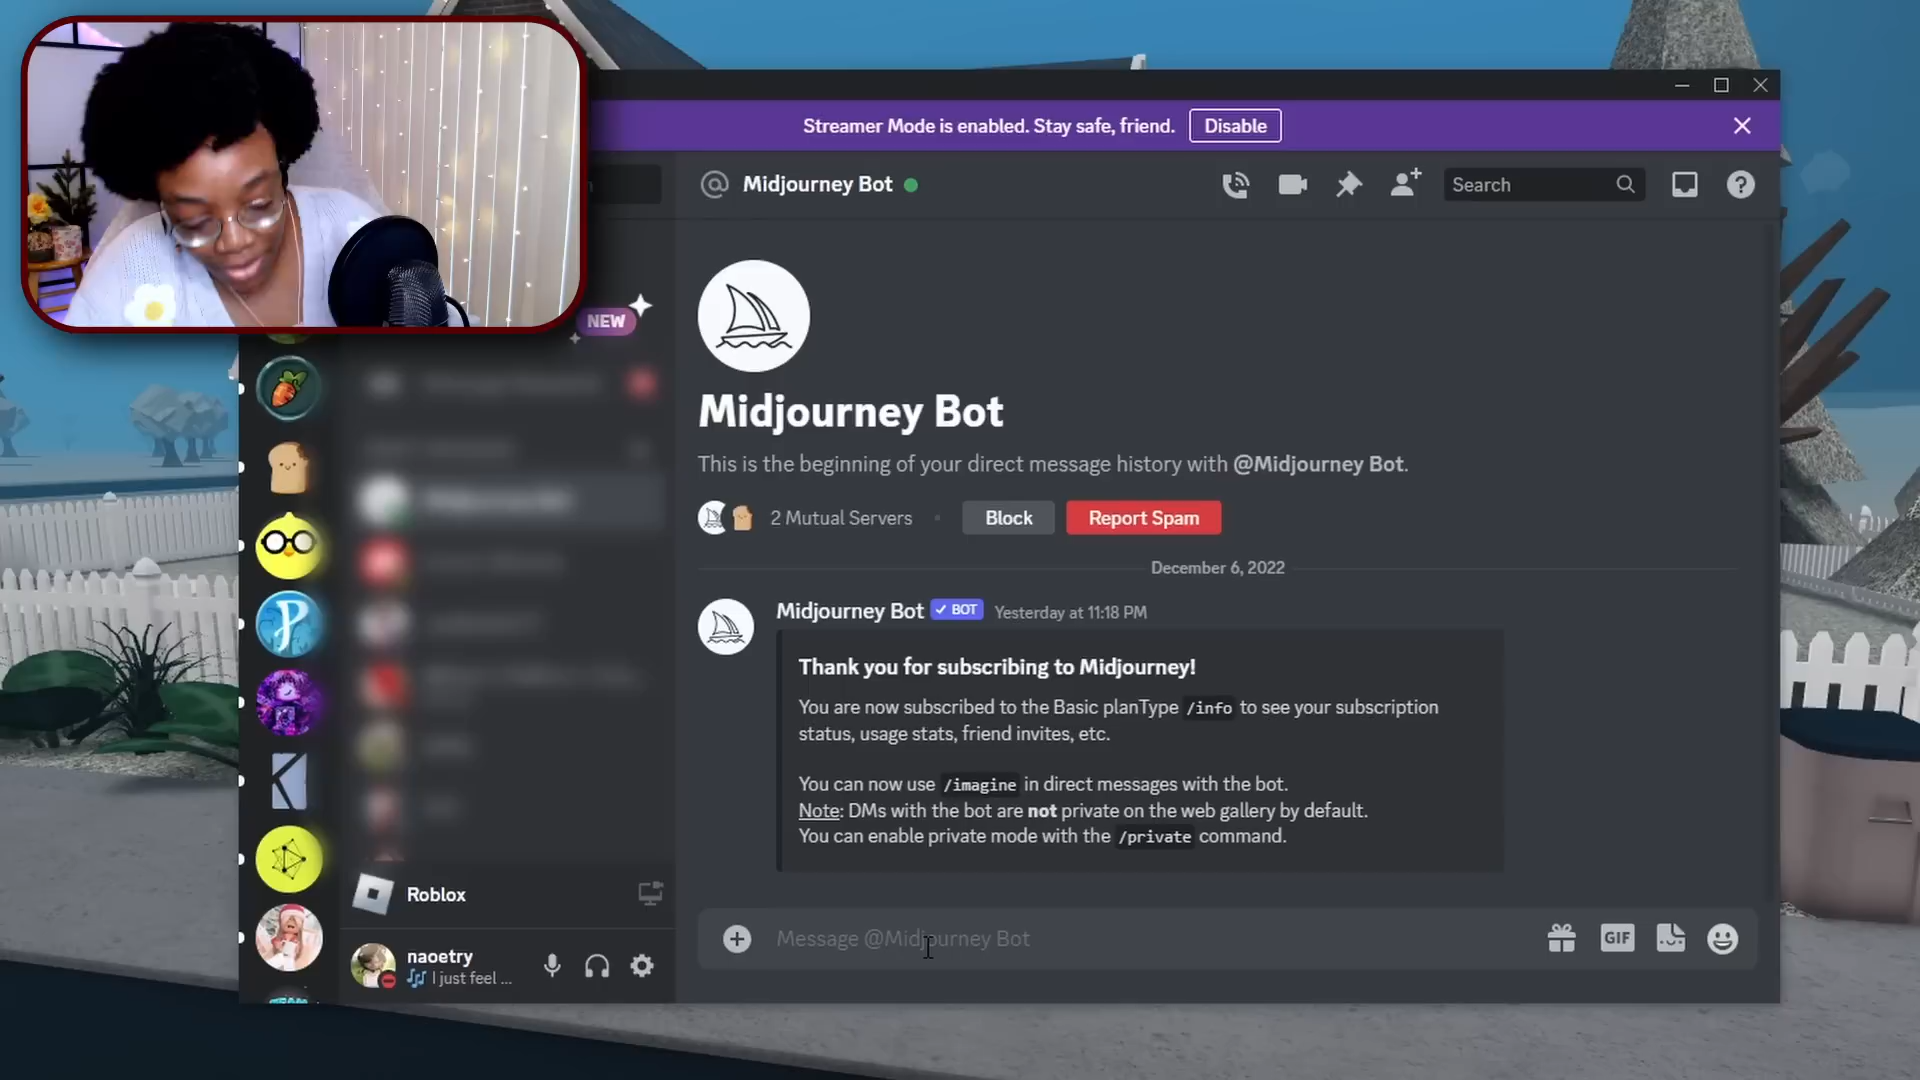 Streamer Mode is enabled. Stay safe, friend. Disable
Midjourney Bot
Search
NEW
Midjourney Bot
This is the beginning of your direct message history with @Midjourney Bot.
2 Mutual Servers Block Report Spam
December 6, 2022
Midjourney Bot BOT Yesterday at 11:18 PM
Thank you for subscribing to Midjourney!
You are now subscribed to the Basic planType /info to see your subscription
status, usage stats, friend invites, etc.
You can now use /imagine in direct messages with the bot.
Note: DMs with the bot are not private on the web gallery by default.
You can enable private mode with the /private command.
Roblox
Message @Midjourney Bot
GIF
naoetry
I just feel ...